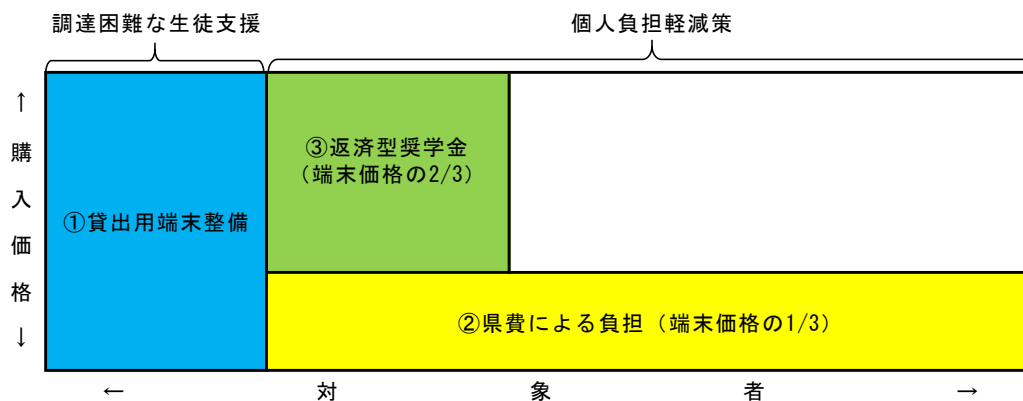 調達困難な生徒支援
個人負担軽減策
↑
購
入
価
格
↓
①貸出用端末整備
③返済型奨学金
（端末価格の2/3）
②県費による負担（端末価格の1/3）
← 対 象 者 →